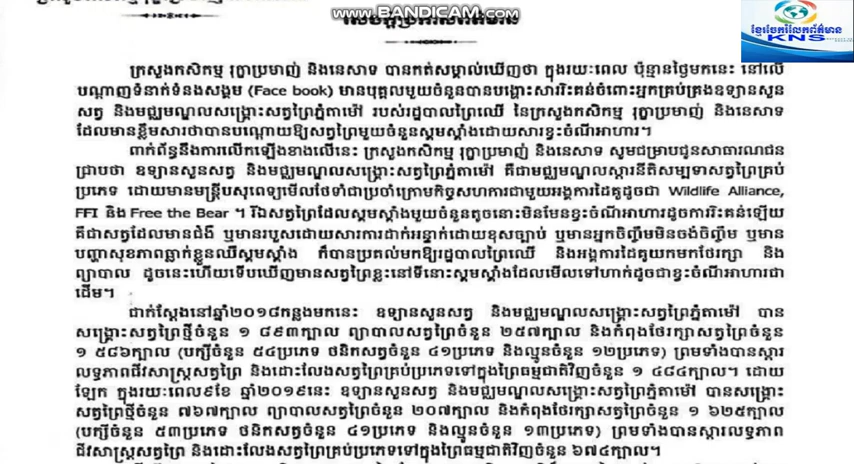 www.BANDICAM.com
សេចក្តីប្រកាសព័ត៌មាន
ខ្មែរចែករំលែកព័ត៌មាន
KNS
ក្រសួងកសិកម្ម រុក្ខាប្រមាញ់ និងនេសាទ បានកត់សម្គាល់ឃើញថា ក្នុងរយៈពេល ប៉ុន្មានថ្ងៃមកនេះ នៅលើ
បណ្តាញទំនាក់ទំនងសង្គម (Face book) មានបុគ្គលមួយចំនួនបានបង្ហោះសាររិះគន់ចំពោះអ្នកគ្រប់គ្រងឧទ្យានសួន
សត្វ និងមជ្ឈមណ្ឌលសង្គ្រោះសត្វព្រៃភ្នំតាម៉ៅ របស់រដ្ឋបាលព្រៃឈើ នៃក្រសួងកសិកម្ម រុក្ខាប្រមាញ់ និងនេសាទ
ដែលមានខ្លឹមសារថាបានបណ្តោយឱ្យសត្វព្រៃមួយចំនួនស្គមស្គាំងដោយសារខ្វះចំណីអាហារ។
ពាក់ព័ន្ធនឹងការលើកឡើងខាងលើនេះ ក្រសួងកសិកម្ម រុក្ខាប្រមាញ់ និងនេសាទ សូមជម្រាបជូនសាធារណជន
ជ្រាបថា ឧទ្យានសួនសត្វ និងមជ្ឈមណ្ឌលសង្គ្រោះសត្វព្រៃភ្នំតាម៉ៅ គឺជាមជ្ឈមណ្ឌលស្តារនីតិសម្បទាសត្វព្រៃគ្រប់
ប្រភេទ ដោយមានមន្ត្រីបសុពេទ្យមើលថែទាំជាប្រចាំក្រោមកិច្ចសហការជាមួយអង្គការដៃគូដូចជា Wildlife Alliance,
FFI និង Free the Bear ។ រីឯសត្វព្រៃដែលស្គមស្គាំងមួយចំនួនតូចនោះមិនមែនខ្វះចំណីអាហារដូចការរិះគន់ឡើយ
គឺជាសត្វដែលមានជំងឺ ឬមានរបួសដោយសារការដាក់អន្ទាក់ដោយខុសច្បាប់ ឬមានអ្នកចិញ្ចឹមមិនចង់ចិញ្ចឹម ឬមាន
បញ្ហាសុខភាពធ្លាក់ខ្លួនឈឺស្គមស្គាំង ក៏បានប្រគល់មកឱ្យរដ្ឋបាលព្រៃឈើ និងអង្គការដៃគូយកមកថែរក្សា និង
ព្យាបាល ដូចនេះហើយទើបឃើញមានសត្វព្រៃខ្លះនៅទីនោះស្គមស្គាំងដែលមើលទៅហាក់ដូចជាខ្វះចំណីអាហារជា
ដើម។
ជាក់ស្តែងនៅឆ្នាំ២០១៨កន្លងមកនេះ ឧទ្យានសួនសត្វ និងមជ្ឈមណ្ឌលសង្គ្រោះសត្វព្រៃភ្នំតាម៉ៅ បាន
សង្គ្រោះសត្វព្រៃថ្មីចំនួន ១ ៨៩៣ក្បាល ព្យាបាលសត្វព្រៃចំនួន ២៥៧ក្បាល និងកំពុងថែរក្សាសត្វព្រៃចំនួន
១ ៥៨៦ក្បាល (បក្សីចំនួន ៥៤ប្រភេទ ថនិកសត្វចំនួន ៤១ប្រភេទ និងល្មូនចំនួន ១២ប្រភេទ) ព្រមទាំងបានស្តារ
លទ្ធភាពជីវសាស្ត្រសត្វព្រៃ និងដោះលែងសត្វព្រៃគ្រប់ប្រភេទទៅក្នុងព្រៃធម្មជាតិវិញចំនួន ១ ៤៨៤ក្បាល។ ដោយ
ឡែក ក្នុងរយៈពេល៩ខែ ឆ្នាំ២០១៩នេះ ឧទ្យានសួនសត្វ និងមជ្ឈមណ្ឌលសង្គ្រោះសត្វព្រៃភ្នំតាម៉ៅ បានសង្គ្រោះ
សត្វព្រៃថ្មីចំនួន ៧៦៧ក្បាល ព្យាបាលសត្វព្រៃចំនួន ២០៧ក្បាល និងកំពុងថែរក្សាសត្វព្រៃចំនួន ១ ៦២៥ក្បាល
(បក្សីចំនួន ៥៣ប្រភេទ ថនិកសត្វចំនួន ៤១ប្រភេទ និងល្មូនចំនួន ១៣ប្រភេទ) ព្រមទាំងបានស្តារលទ្ធភាព
ជីវសាស្ត្រសត្វព្រៃ និងដោះលែងសត្វព្រៃគ្រប់ប្រភេទទៅក្នុងព្រៃធម្មជាតិវិញចំនួន ៦៧៤ក្បាល។